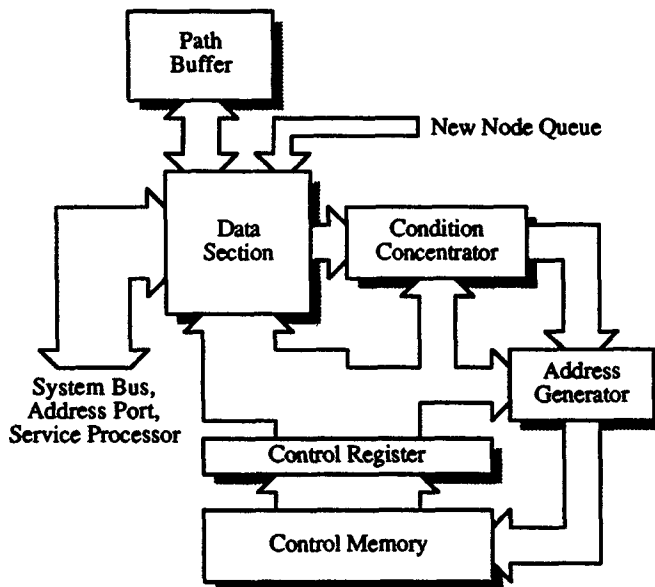 Path
Buffer
New Node Queue
Data
Section
Condition
Concentrator
System Bus,
Address Port,
Service Processor
Address
Generator
Control Register
Control Memory